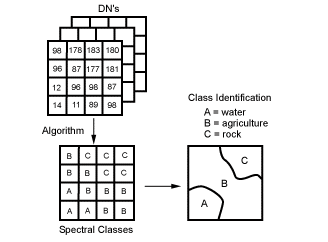 DN's
98 178 183 180
96 87 177 181
12 96 98 87
14 11 89 98
Algorithm
B C C C
B B C C
A B B C
A A B B
Spectral Classes
Class Identification
A = water
B = agriculture
C = rock
C
B
A